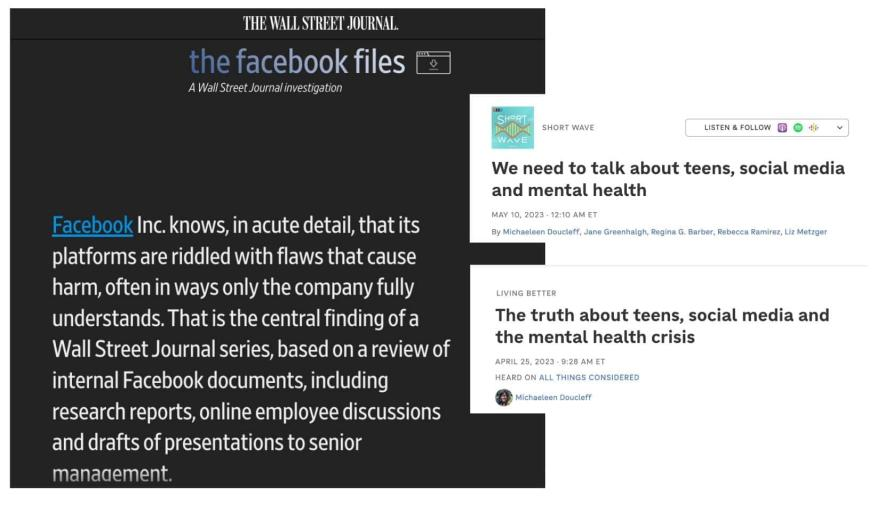 THE WALL STREET JOURNAL.
the facebook files
A Wall Street Journal investigation
Facebook Inc. knows, in acute detail, that its
platforms are riddled with flaws that cause
harm, often in ways only the company fully
understands. That is the central finding of a
Wall Street Journal series, based on a review of
internal Facebook documents, including
research reports, online employee discussions
and drafts of presentations to senior
management.
SHORT WAVE
SHORT WAVE
LISTEN & FOLLOW
We need to talk about teens, social media
and mental health
MAY 10, 2023 · 12:10 AM ET
By Michaeleen Doucleff, Jane Greenhalgh, Regina G. Barber, Rebecca Ramirez, Liz Metzger
LIVING BETTER
The truth about teens, social media and
the mental health crisis
APRIL 25, 2023 · 9:28 AM ET
HEARD ON ALL THINGS CONSIDERED
Michaeleen Doucleff